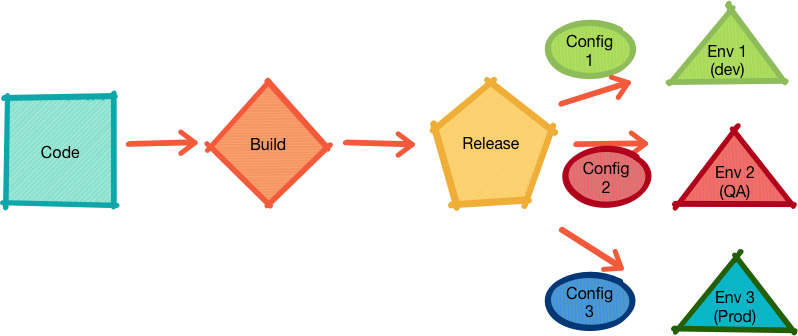 Code
Build
Release
Config
1
Env 1
(dev)
Config
2
Env 2
(QA)
Config
3
Env 3
(Prod)